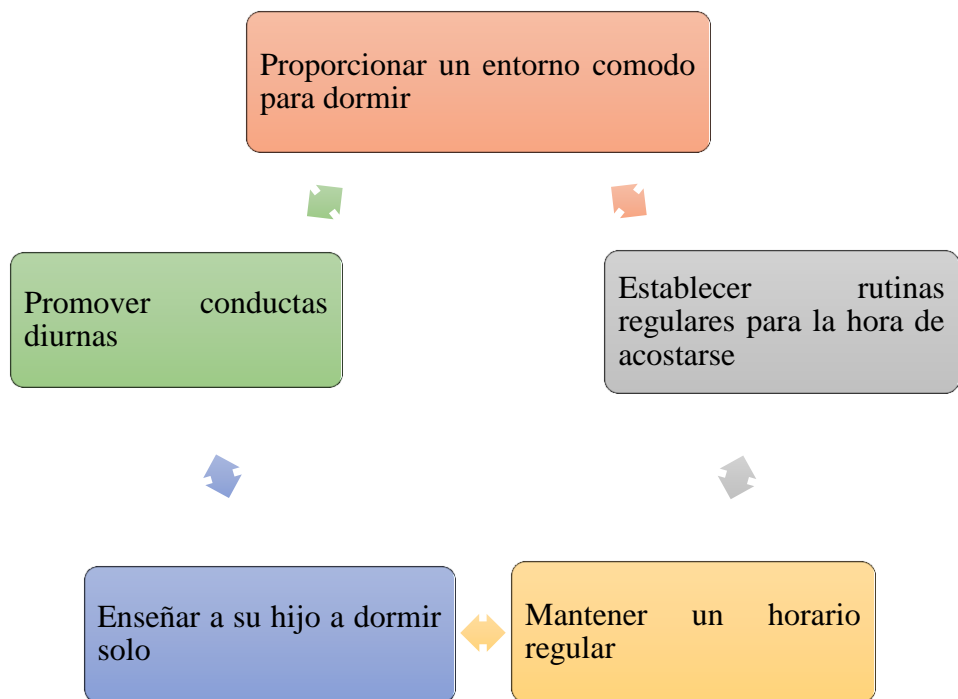 Proporcionar un entorno comodo
para dormir
Establecer rutinas
regulares para la hora de
acostarse
Mantener un horario
regular
Enseñar a su hijo a dormir
solo
Promover conductas
diurnas